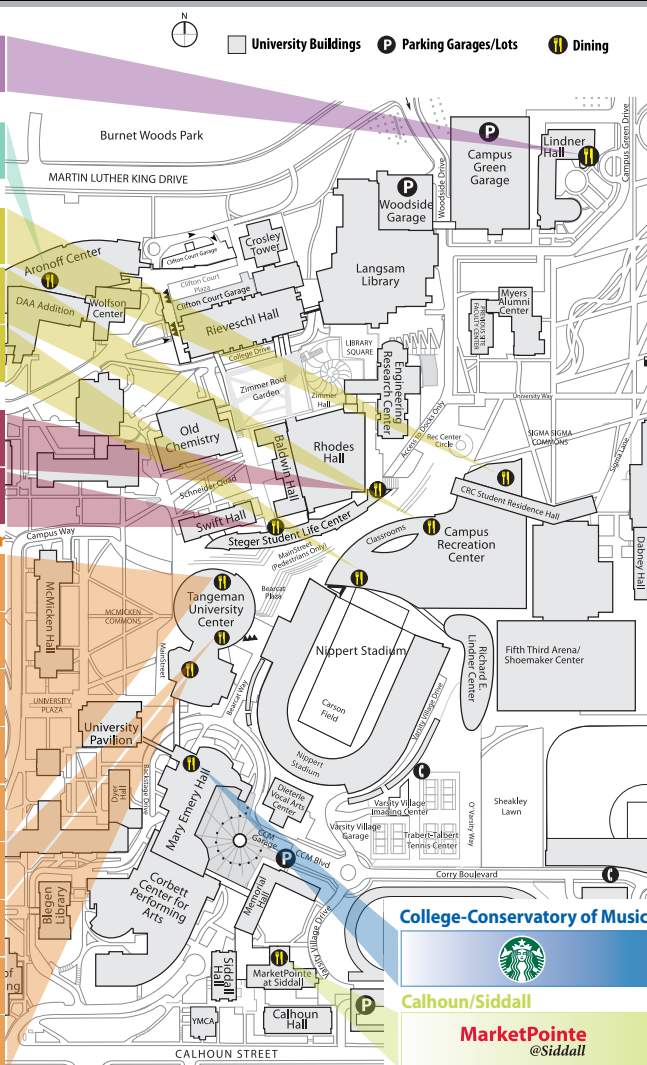 N
University Buildings
P Parking Garages/Lots
Dining
Burnet Woods Park
MARTIN LUTHER KING DRIVE
Woodside Drive
P
Campus
Green
Garage
Lindner
Hall
Campus Green Drive
P
Woodside
Garage
Crosley
Tower
Clifton Court Garage
Aronoff Center
Clifton Court
Plaza
Clifton Court Garage
Langsam
Library
DAA Addition
Wolfson
Center
Rieveschl Hall
Myers
Alumni
Center
PREVIOUS SITE
FACULTY CENTER
College Drive
LIBRARY
SQUARE
Engineering
Research Center
Zimmer Roof
Garden
Zimmer
Hall
University Way
Old
Chemistry
Baldwin Hall
Rhodes
Hall
Access to Docks Only
Rec Center
Circle
SIGMA SIGMA
COMMONS
Sigma Lane
Schneider Quad
CRC Student Residence Hall
Swift Hall
Steger Student Life Center
Campus Way
MainStreet
(Pedestrians Only)
Classrooms
Campus
Recreation
Center
Dabney Hall
McMicken Hall
MCMICKEN
COMMONS
Tangeman
University
Center
Bearcat
Plaza
MainStreet
Nippert Stadium
Richard E.
Lindner Center
Fifth Third Arena/
Shoemaker Center
UNIVERSITY
PLAZA
Bearcat Way
Carson
Field
Varsity Village Drive
University
Pavilion
Nippert
Stadium
Dyer
Hall
Backstage Drive
Mary Emery Hall
Dieterle
Vocal Arts
Center
Varsity Village
Imaging Center
Varsity Village
Garage
Trabert-Talbert
Tennis Center
O'Varsity Way
Sheakley
Lawn
CCM
Garage
P
CCM Blvd
Corry Boulevard
Blegen
Library
Corbett
Center for
Performing
Arts
Memorial
Hall
Varsity Village Drive
College-Conservatory of Music
Siddall
Hall
MarketPointe
at Siddall
P
Calhoun/Siddall
YMCA
Calhoun
Hall
MarketPointe
@Siddall
CALHOUN STREET